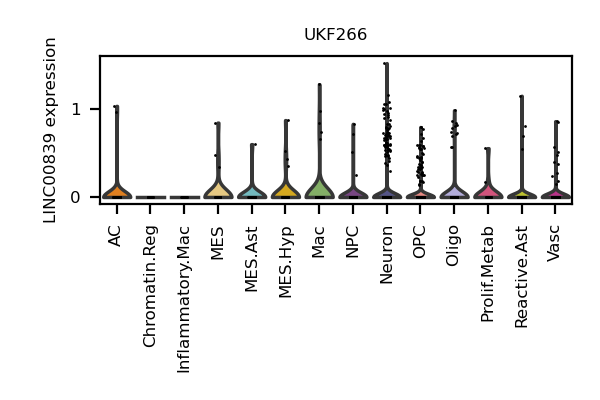 UKF266
LINC00839 expression
1
0
AC
Chromatin.Reg
Inflammatory.Mac
MES
MES.Ast
MES.Hyp
Mac
NPC
Neuron
OPC
Oligo
Prolif.Metab
Reactive.Ast
Vasc